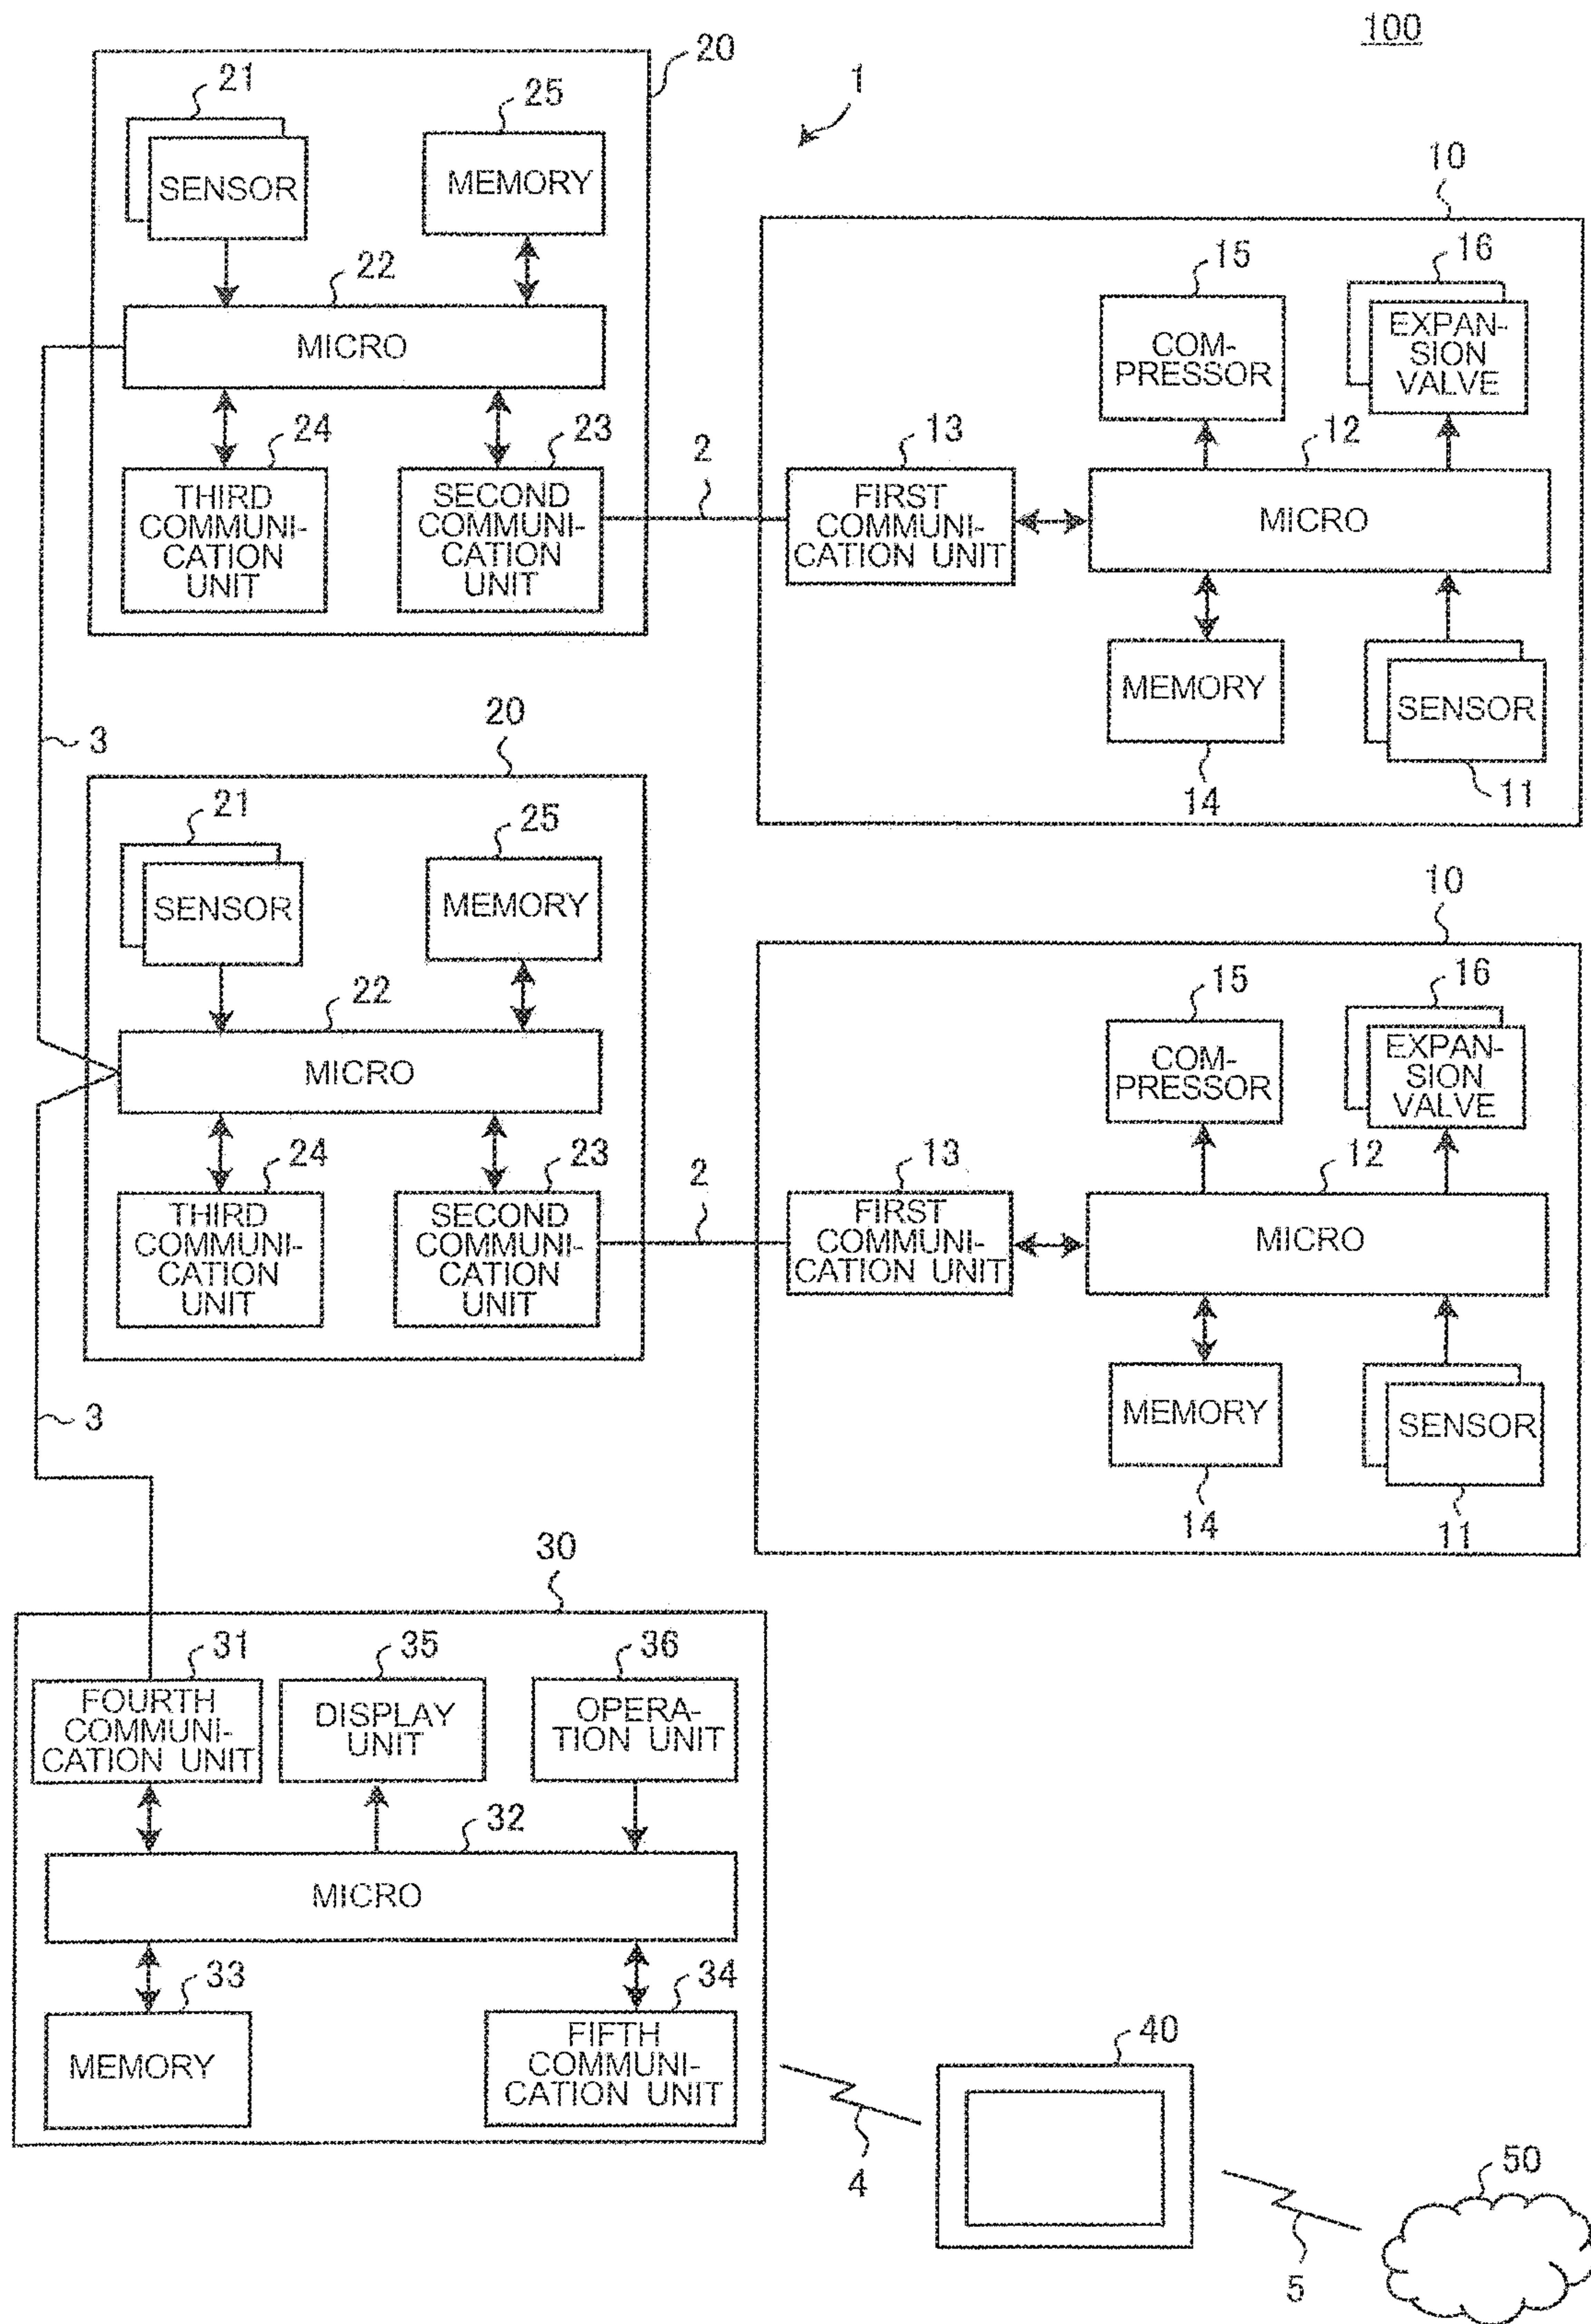 100
20
1
21
25
SENSOR
MEMORY
10
22
15
16
MICRO
COM-
PRESSOR
EXPAN-
SION
VALVE
24
23
2
13
12
THIRD
COMMUNI-
CATION
UNIT
SECOND
COMMUNI-
CATION
UNIT
FIRST
COMMUNI-
CATION UNIT
MICRO
MEMORY
SENSOR
14
11
3
20
21
25
SENSOR
MEMORY
10
22
15
16
MICRO
COM-
PRESSOR
EXPAN-
SION
VALVE
24
23
2
13
12
THIRD
COMMUNI-
CATION
UNIT
SECOND
COMMUNI-
CATION
UNIT
FIRST
COMMUNI-
CATION UNIT
MICRO
MEMORY
SENSOR
14
11
3
30
31
35
36
FOURTH
COMMUNI-
CATION UNIT
DISPLAY
UNIT
OPERA-
TION UNIT
32
MICRO
33
34
MEMORY
FIFTH
COMMUNI-
CATION UNIT
40
4
50
5